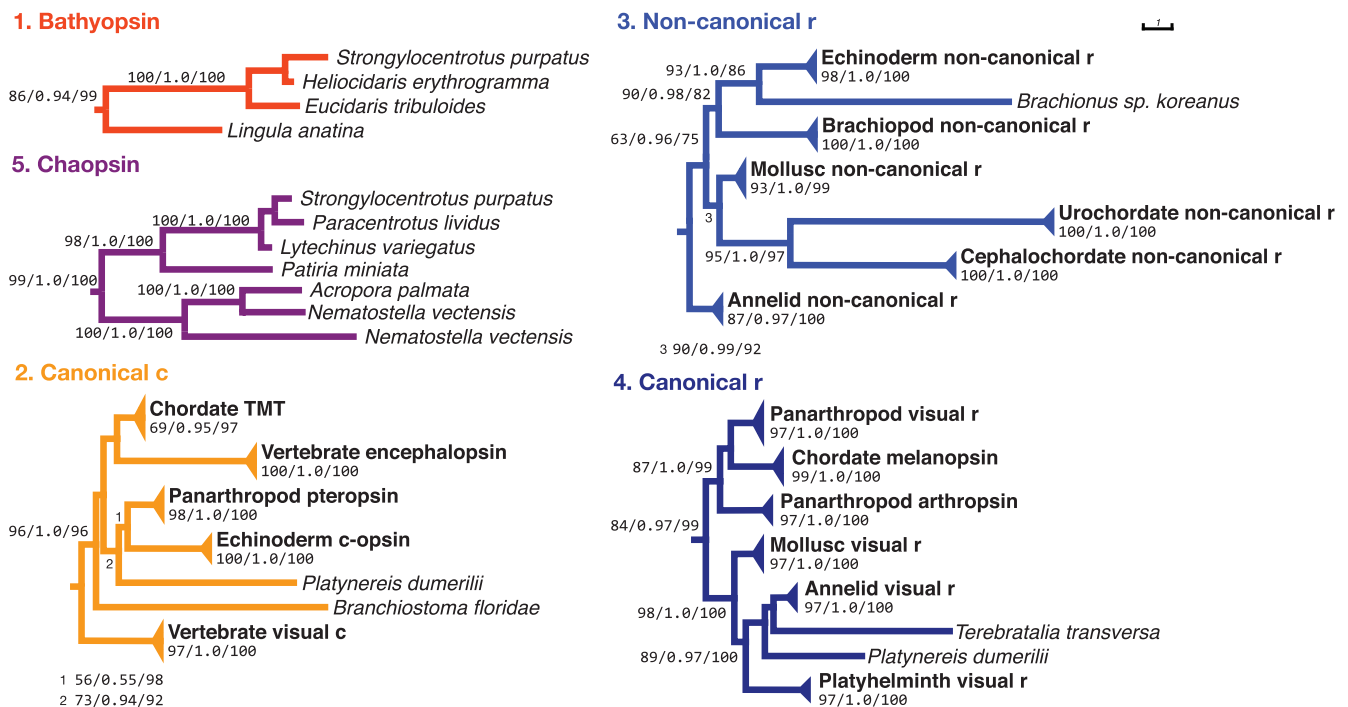 1. Bathyopsin
Strongylocentrotus purpatus
100/1.0/100
Heliocidaris erythrogramma
86/0.94/99
Eucidaris tribuloides
Lingula anatina
5. Chaopsin
Strongylocentrotus purpatus
100/1.0/100
Paracentrotus lividus
98/1.0/100
Lytechinus variegatus
Patiria miniata
99/1.0/100
100/1.0/100
Acropora palmata
Nematostella vectensis
100/1.0/100
Nematostella vectensis
2. Canonical c
Chordate TMT
69/0.95/97
Vertebrate encephalopsin
100/1.0/100
Panarthropod pteropsin
98/1.0/100
1
96/1.0/96
Echinoderm c-opsin
100/1.0/100
2
Platynereis dumerilii
Branchiostoma floridae
Vertebrate visual c
97/1.0/100
1 56/0.55/98
2 73/0.94/92
3. Non-canonical r
1
Echinoderm non-canonical r
98/1.0/100
93/1.0/86
90/0.98/82
Brachionus sp. koreanus
Brachiopod non-canonical r
100/1.0/100
63/0.96/75
Mollusc non-canonical r
93/1.0/99
3
Urochordate non-canonical r
100/1.0/100
95/1.0/97
Cephalochordate non-canonical r
100/1.0/100
Annelid non-canonical r
87/0.97/100
3 90/0.99/92
4. Canonical r
Panarthropod visual r
97/1.0/100
87/1.0/99
Chordate melanopsin
99/1.0/100
Panarthropod arthropsin
97/1.0/100
84/0.97/99
Mollusc visual r
97/1.0/100
Annelid visual r
97/1.0/100
98/1.0/100
Terebratalia transversa
89/0.97/100
Platynereis dumerilii
Platyhelminth visual r
97/1.0/100